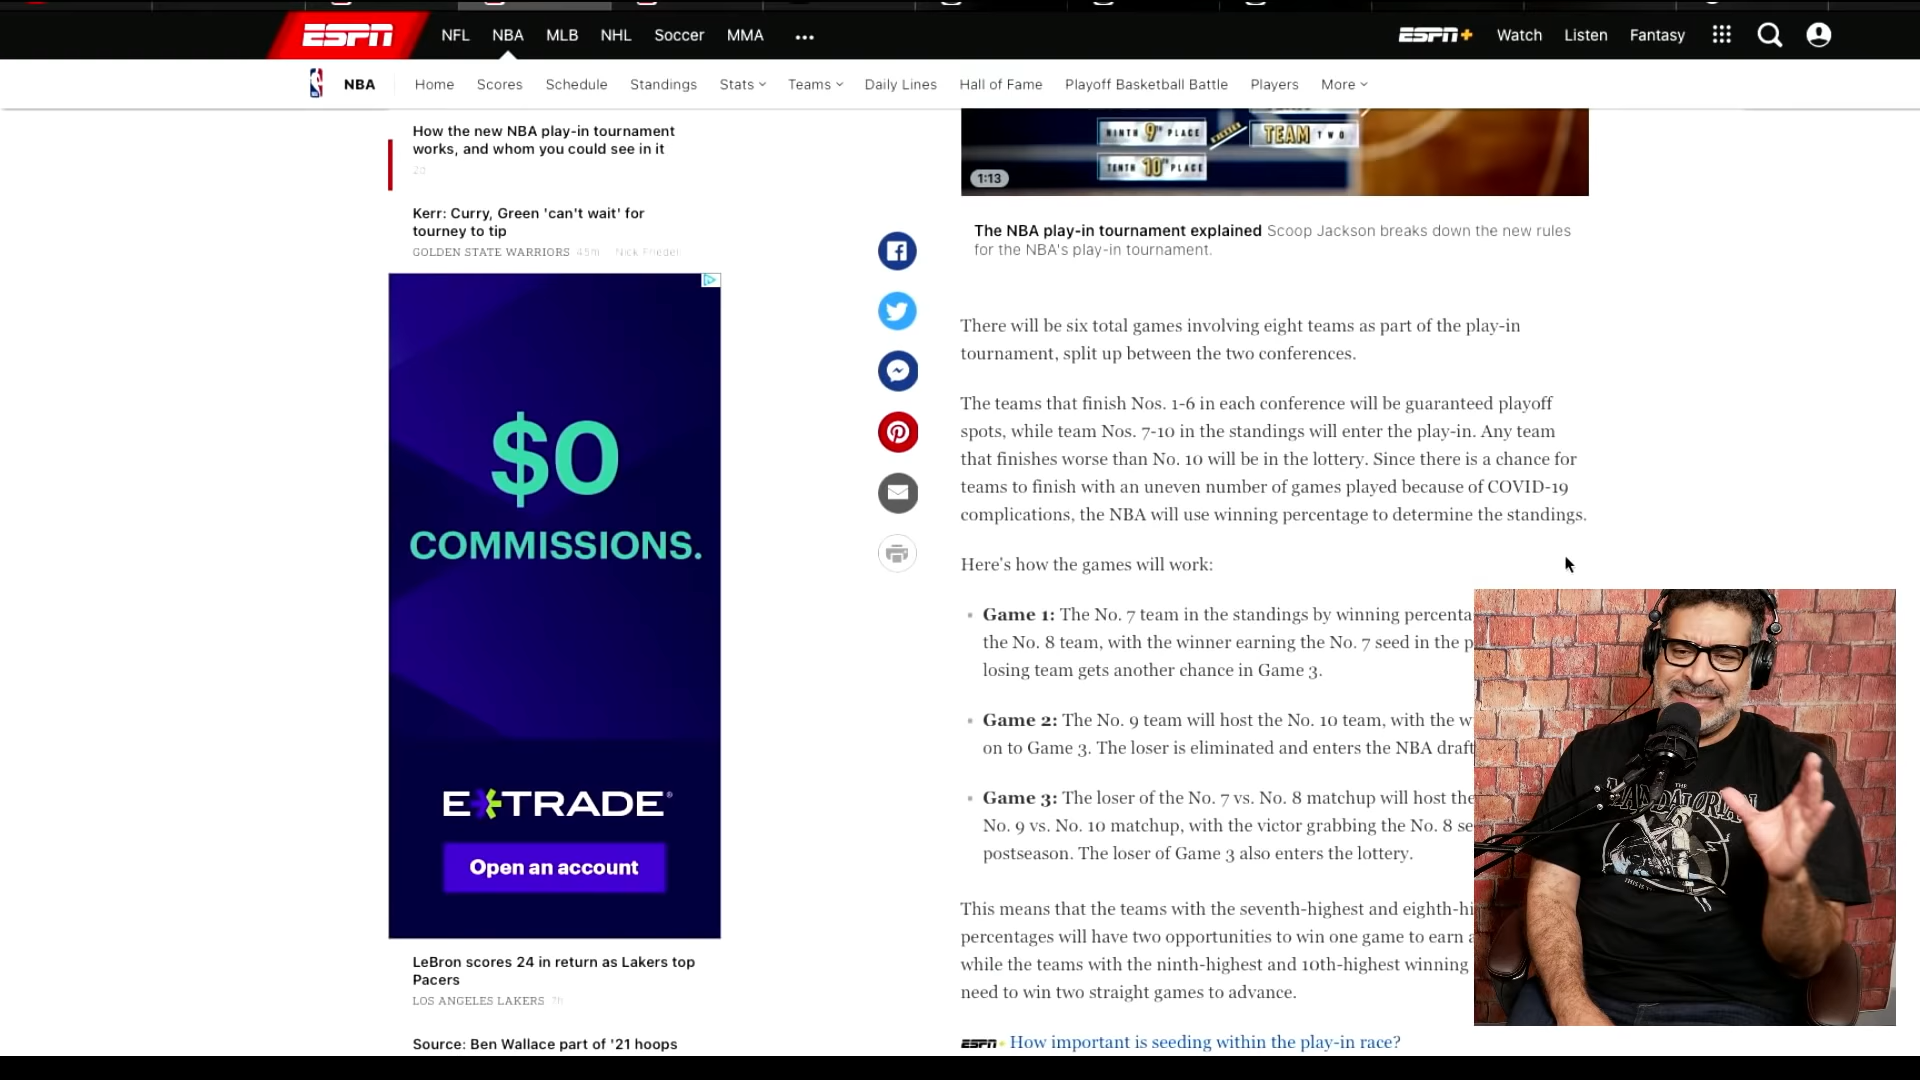 ESPN NFL NBA MLB NHL Soccer MMA ESPN+ Watch Listen Fantasy
NBA Home Scores Schedule Standings Stats Teams Daily Lines Hall of Fame Playoff Basketball Battle Players More
How the new NBA play-in tournament
works, and whom you could see in it
Kerr: Curry, Green 'can't wait' for
tourney to tip
GOLDEN STATE WARRIORS 45m Nick Friedell
$0
COMMISSIONS.
E*TRADE®
Open an account
LeBron scores 24 in return as Lakers top
Pacers
LOS ANGELES LAKERS 7h
Source: Ben Wallace part of '21 hoops
NINTH 9TH PLACE
TEAM TWO
TENTH 10TH PLACE
1:13
The NBA play-in tournament explained Scoop Jackson breaks down the new rules
for the NBA's play-in tournament.
There will be six total games involving eight teams as part of the play-in
tournament, split up between the two conferences.
The teams that finish Nos. 1-6 in each conference will be guaranteed playoff
spots, while team Nos. 7-10 in the standings will enter the play-in. Any team
that finishes worse than No. 10 will be in the lottery. Since there is a chance for
teams to finish with an uneven number of games played because of COVID-19
complications, the NBA will use winning percentage to determine the standings.
Here's how the games will work:
Game 1: The No. 7 team in the standings by winning percenta
the No. 8 team, with the winner earning the No. 7 seed in the p
losing team gets another chance in Game 3.
Game 2: The No. 9 team will host the No. 10 team, with the w
on to Game 3. The loser is eliminated and enters the NBA draft
Game 3: The loser of the No. 7 vs. No. 8 matchup will host the
No. 9 vs. No. 10 matchup, with the victor grabbing the No. 8 se
postseason. The loser of Game 3 also enters the lottery.
This means that the teams with the seventh-highest and eighth-hi
percentages will have two opportunities to win one game to earn a
while the teams with the ninth-highest and 10th-highest winning
need to win two straight games to advance.
ESPN+ How important is seeding within the play-in race?
THE
MANDALORIAN